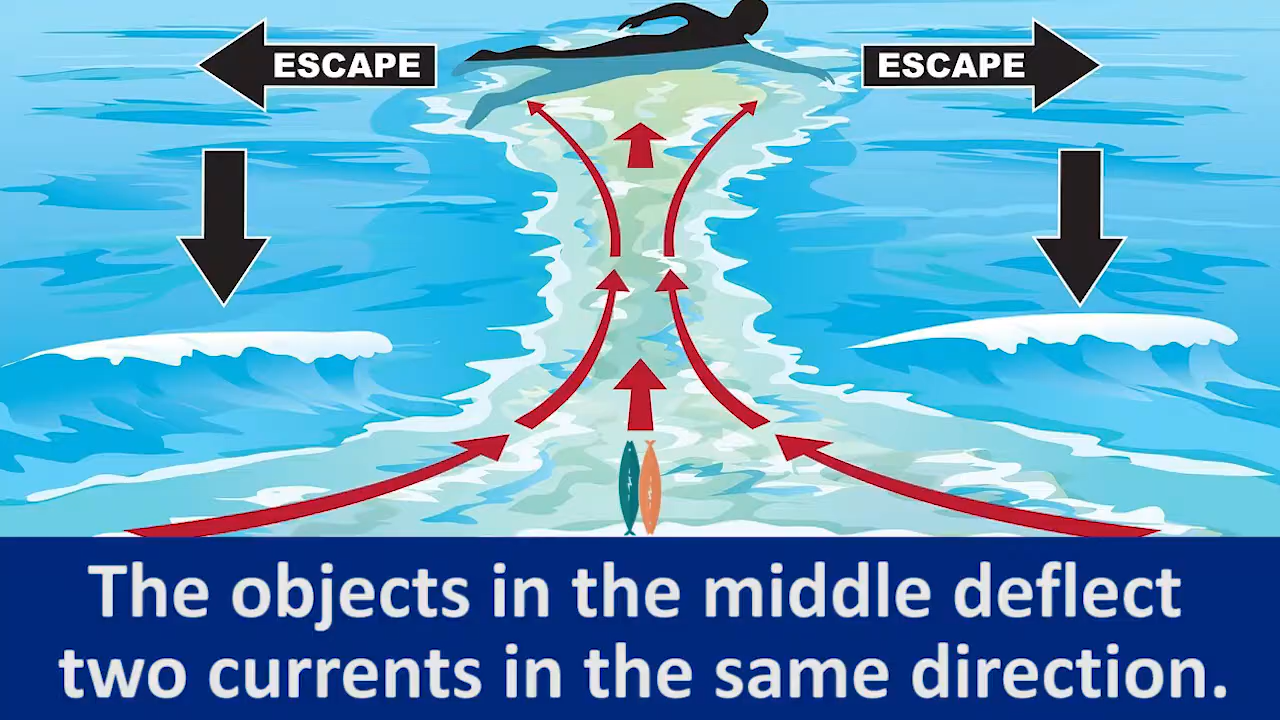 ESCAPE
ESCAPE
The objects in the middle deflect
two currents in the same direction.